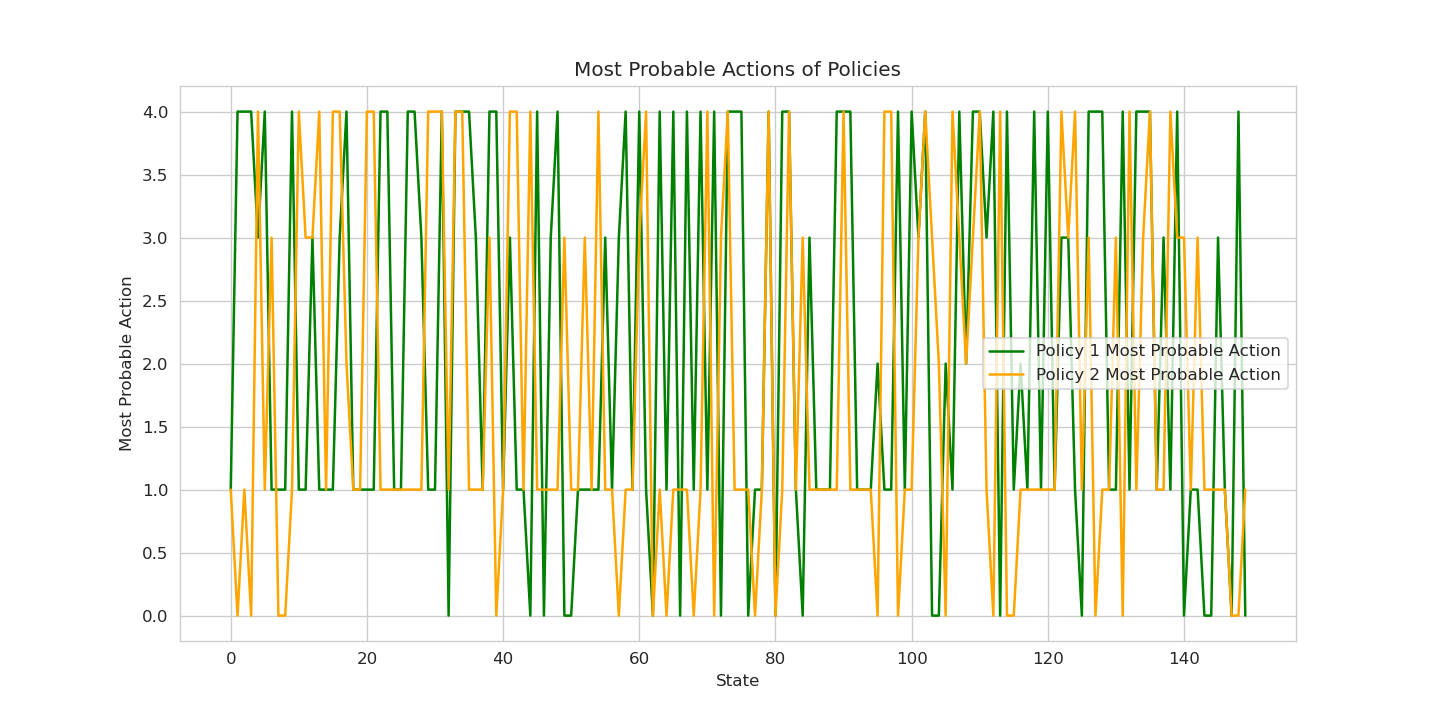 Most Probable Actions of Policies
4.0
3.5
3.0
2.5
2.0
1.5
1.0
0.5
0.0
Most Probable Action
Policy 1 Most Probable Action
Policy 2 Most Probable Action
0 20 40 60 80 100 120 140
State